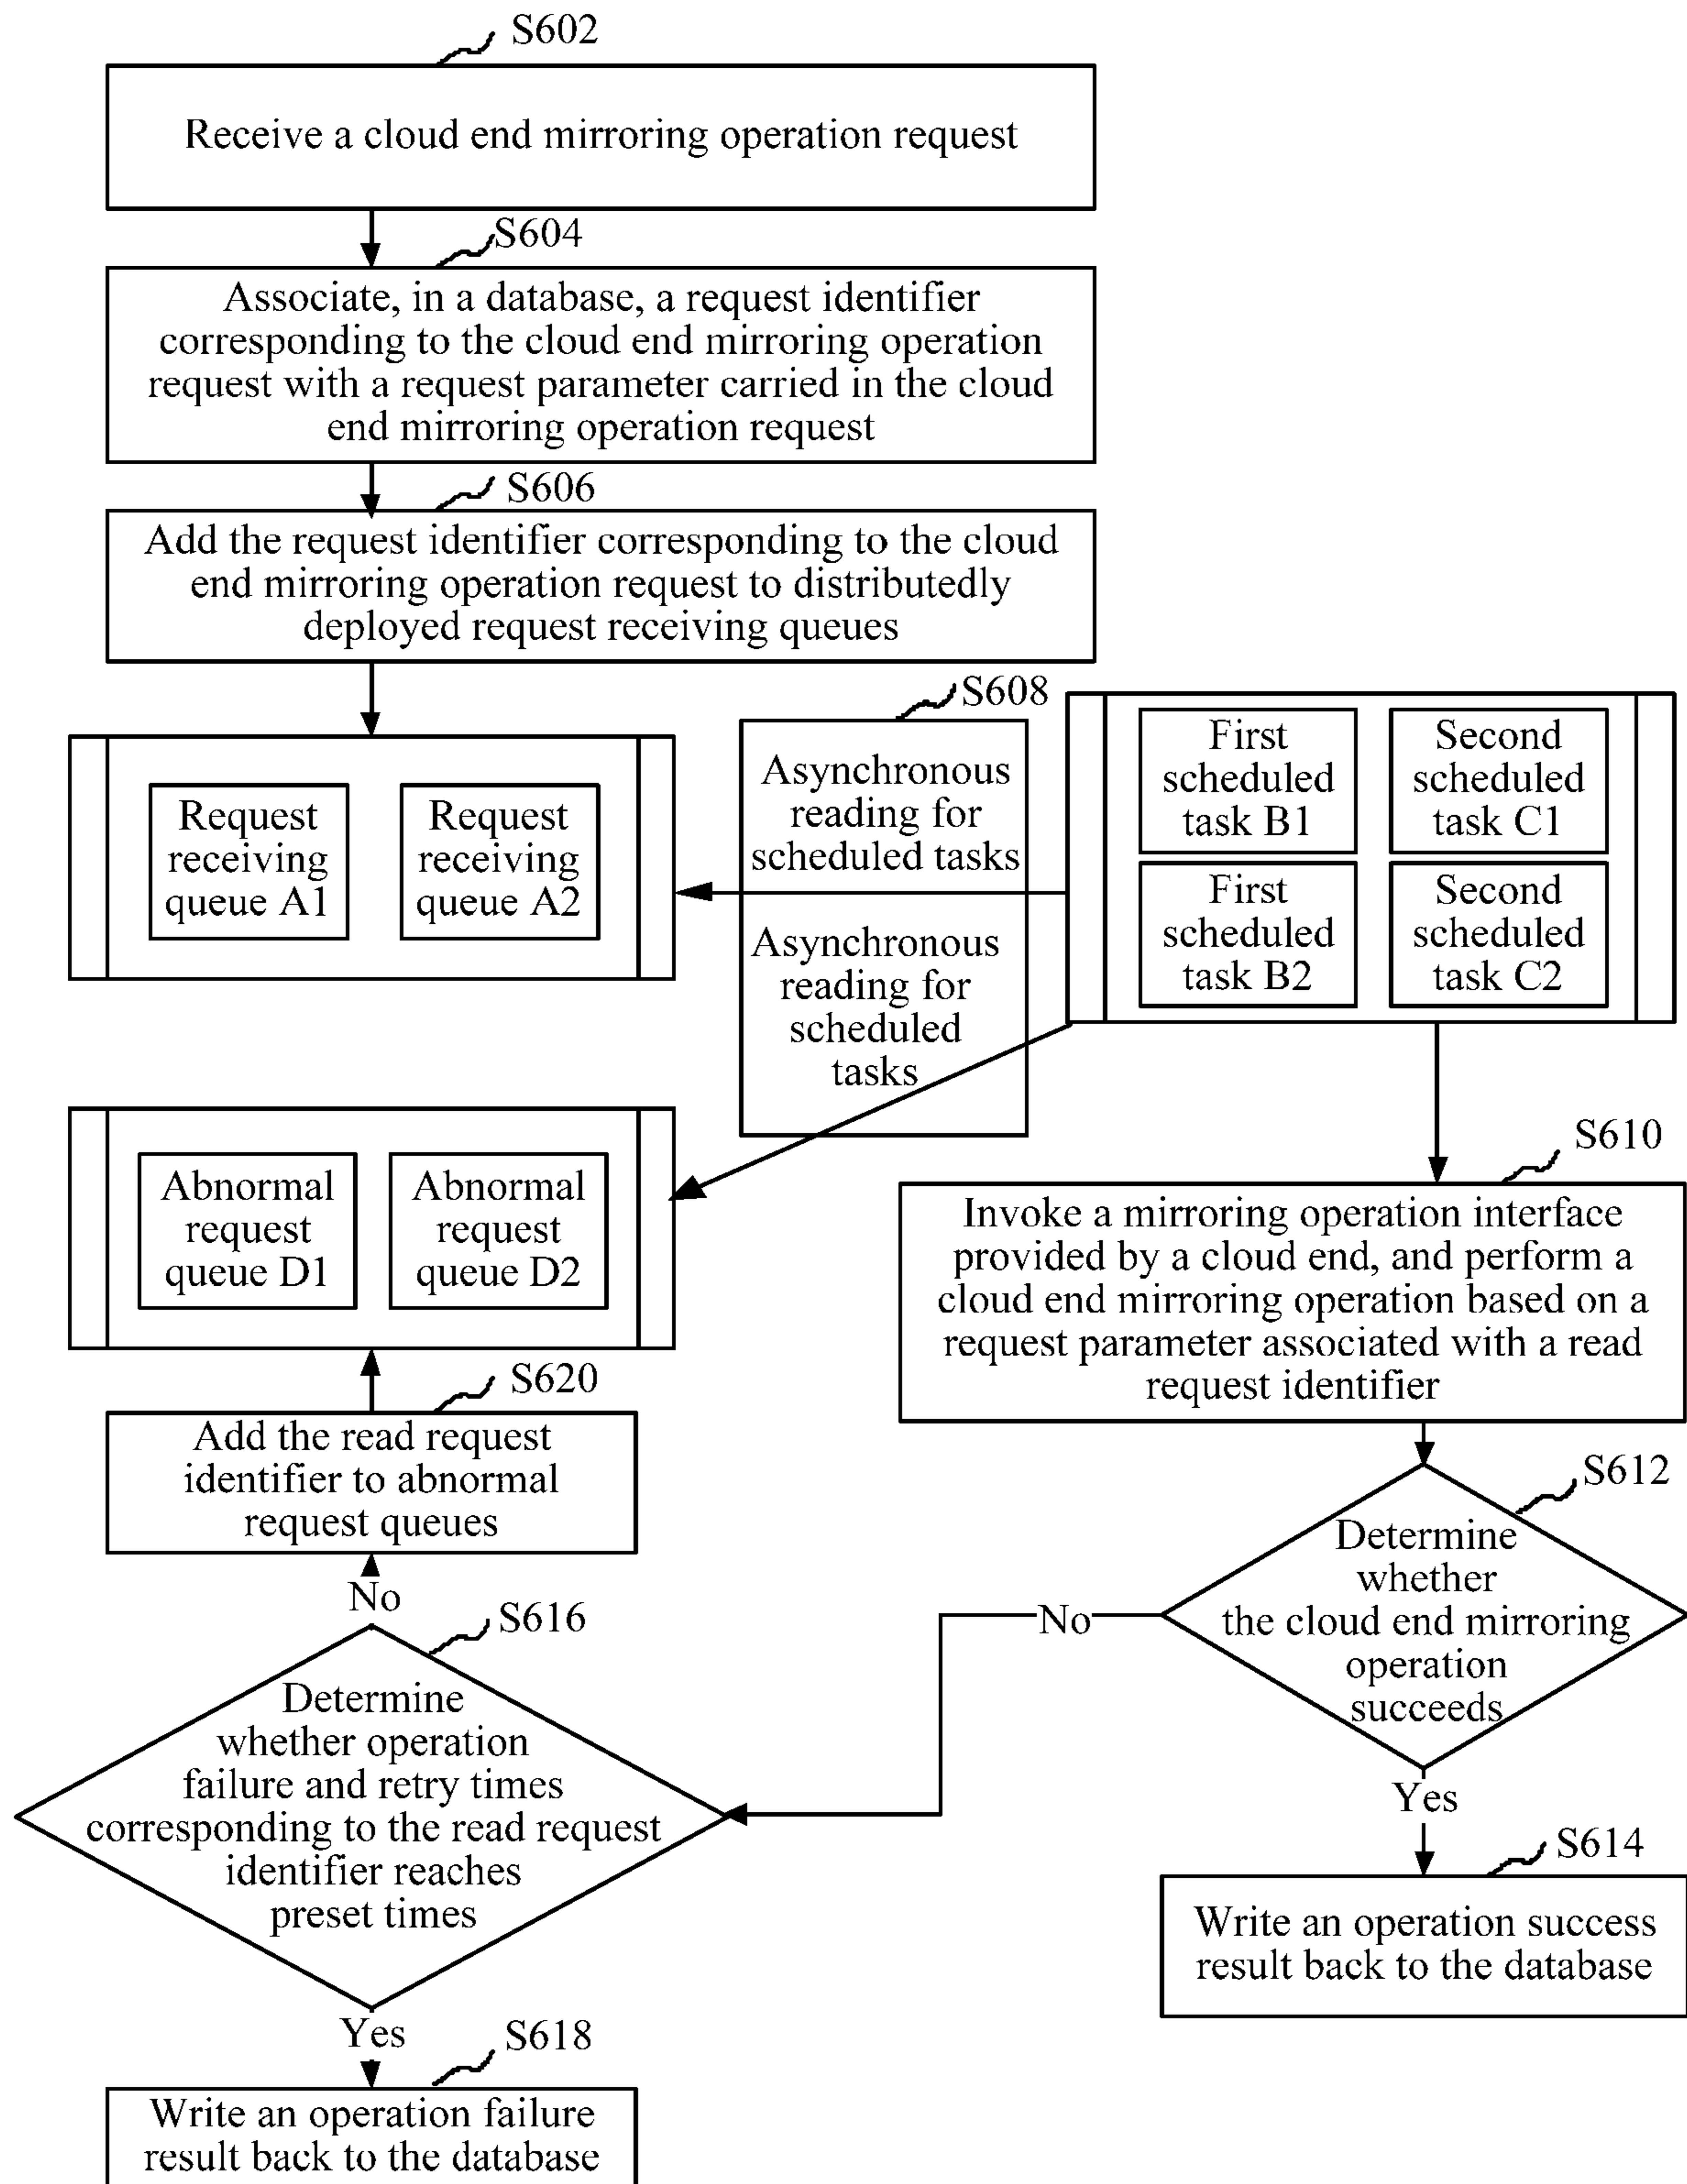 S602
Receive a cloud end mirroring operation request
S604
Associate, in a database, a request identifier
corresponding to the cloud end mirroring operation
request with a request parameter carried in the cloud
end mirroring operation request
S606
Add the request identifier corresponding to the cloud
end mirroring operation request to distributedly
deployed request receiving queues
Request
receiving
queue A1
Request
receiving
queue A2
S608
Asynchronous
reading for
scheduled tasks
Asynchronous
reading for
scheduled
tasks
First
scheduled
task B1
Second
scheduled
task C1
First
scheduled
task B2
Second
scheduled
task C2
Abnormal
request
queue D1
Abnormal
request
queue D2
S610
Invoke a mirroring operation interface
provided by a cloud end, and perform a
cloud end mirroring operation based on a
request parameter associated with a read
request identifier
S620
Add the read request
identifier to abnormal
request queues
S612
Determine
whether
the cloud end mirroring
operation
succeeds
No
No
S616
Determine
whether operation
failure and retry times
corresponding to the read request
identifier reaches
preset times
Yes
S614
Write an operation success
result back to the database
Yes
S618
Write an operation failure
result back to the database